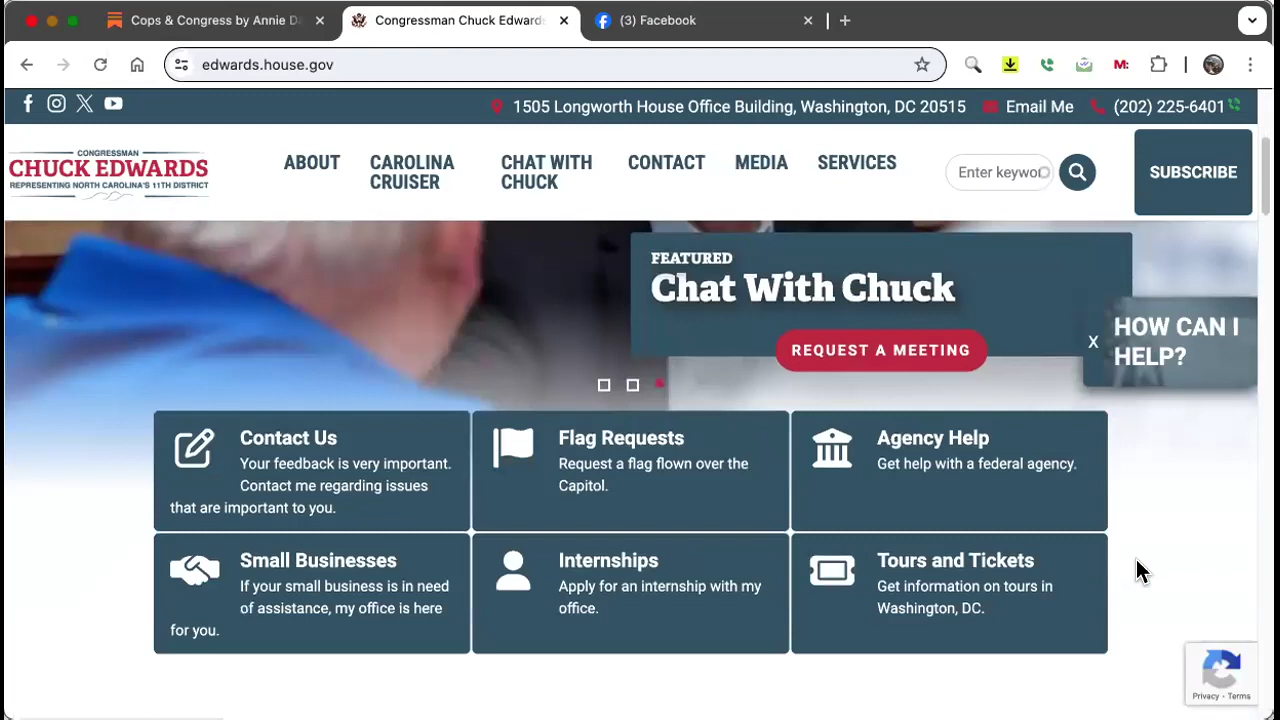 Cops & Congress by Annie Da
Congressman Chuck Edwards
(3) Facebook
edwards.house.gov
M:
1505 Longworth House Office Building, Washington, DC 20515
Email Me
(202) 225-6401
CONGRESSMAN
CHUCK EDWARDS
REPRESENTING NORTH CAROLINA'S 11TH DISTRICT
ABOUT
CAROLINA
CRUISER
CHAT WITH
CHUCK
CONTACT
MEDIA
SERVICES
Enter keywo
SUBSCRIBE
FEATURED
Chat With Chuck
REQUEST A MEETING
X
HOW CAN I
HELP?
Contact Us
Your feedback is very important.
Contact me regarding issues
that are important to you.
Flag Requests
Request a flag flown over the
Capitol.
Agency Help
Get help with a federal agency.
Small Businesses
If your small business is in need
of assistance, my office is here
for you.
Internships
Apply for an internship with my
office.
Tours and Tickets
Get information on tours in
Washington, DC.
Privacy - Terms